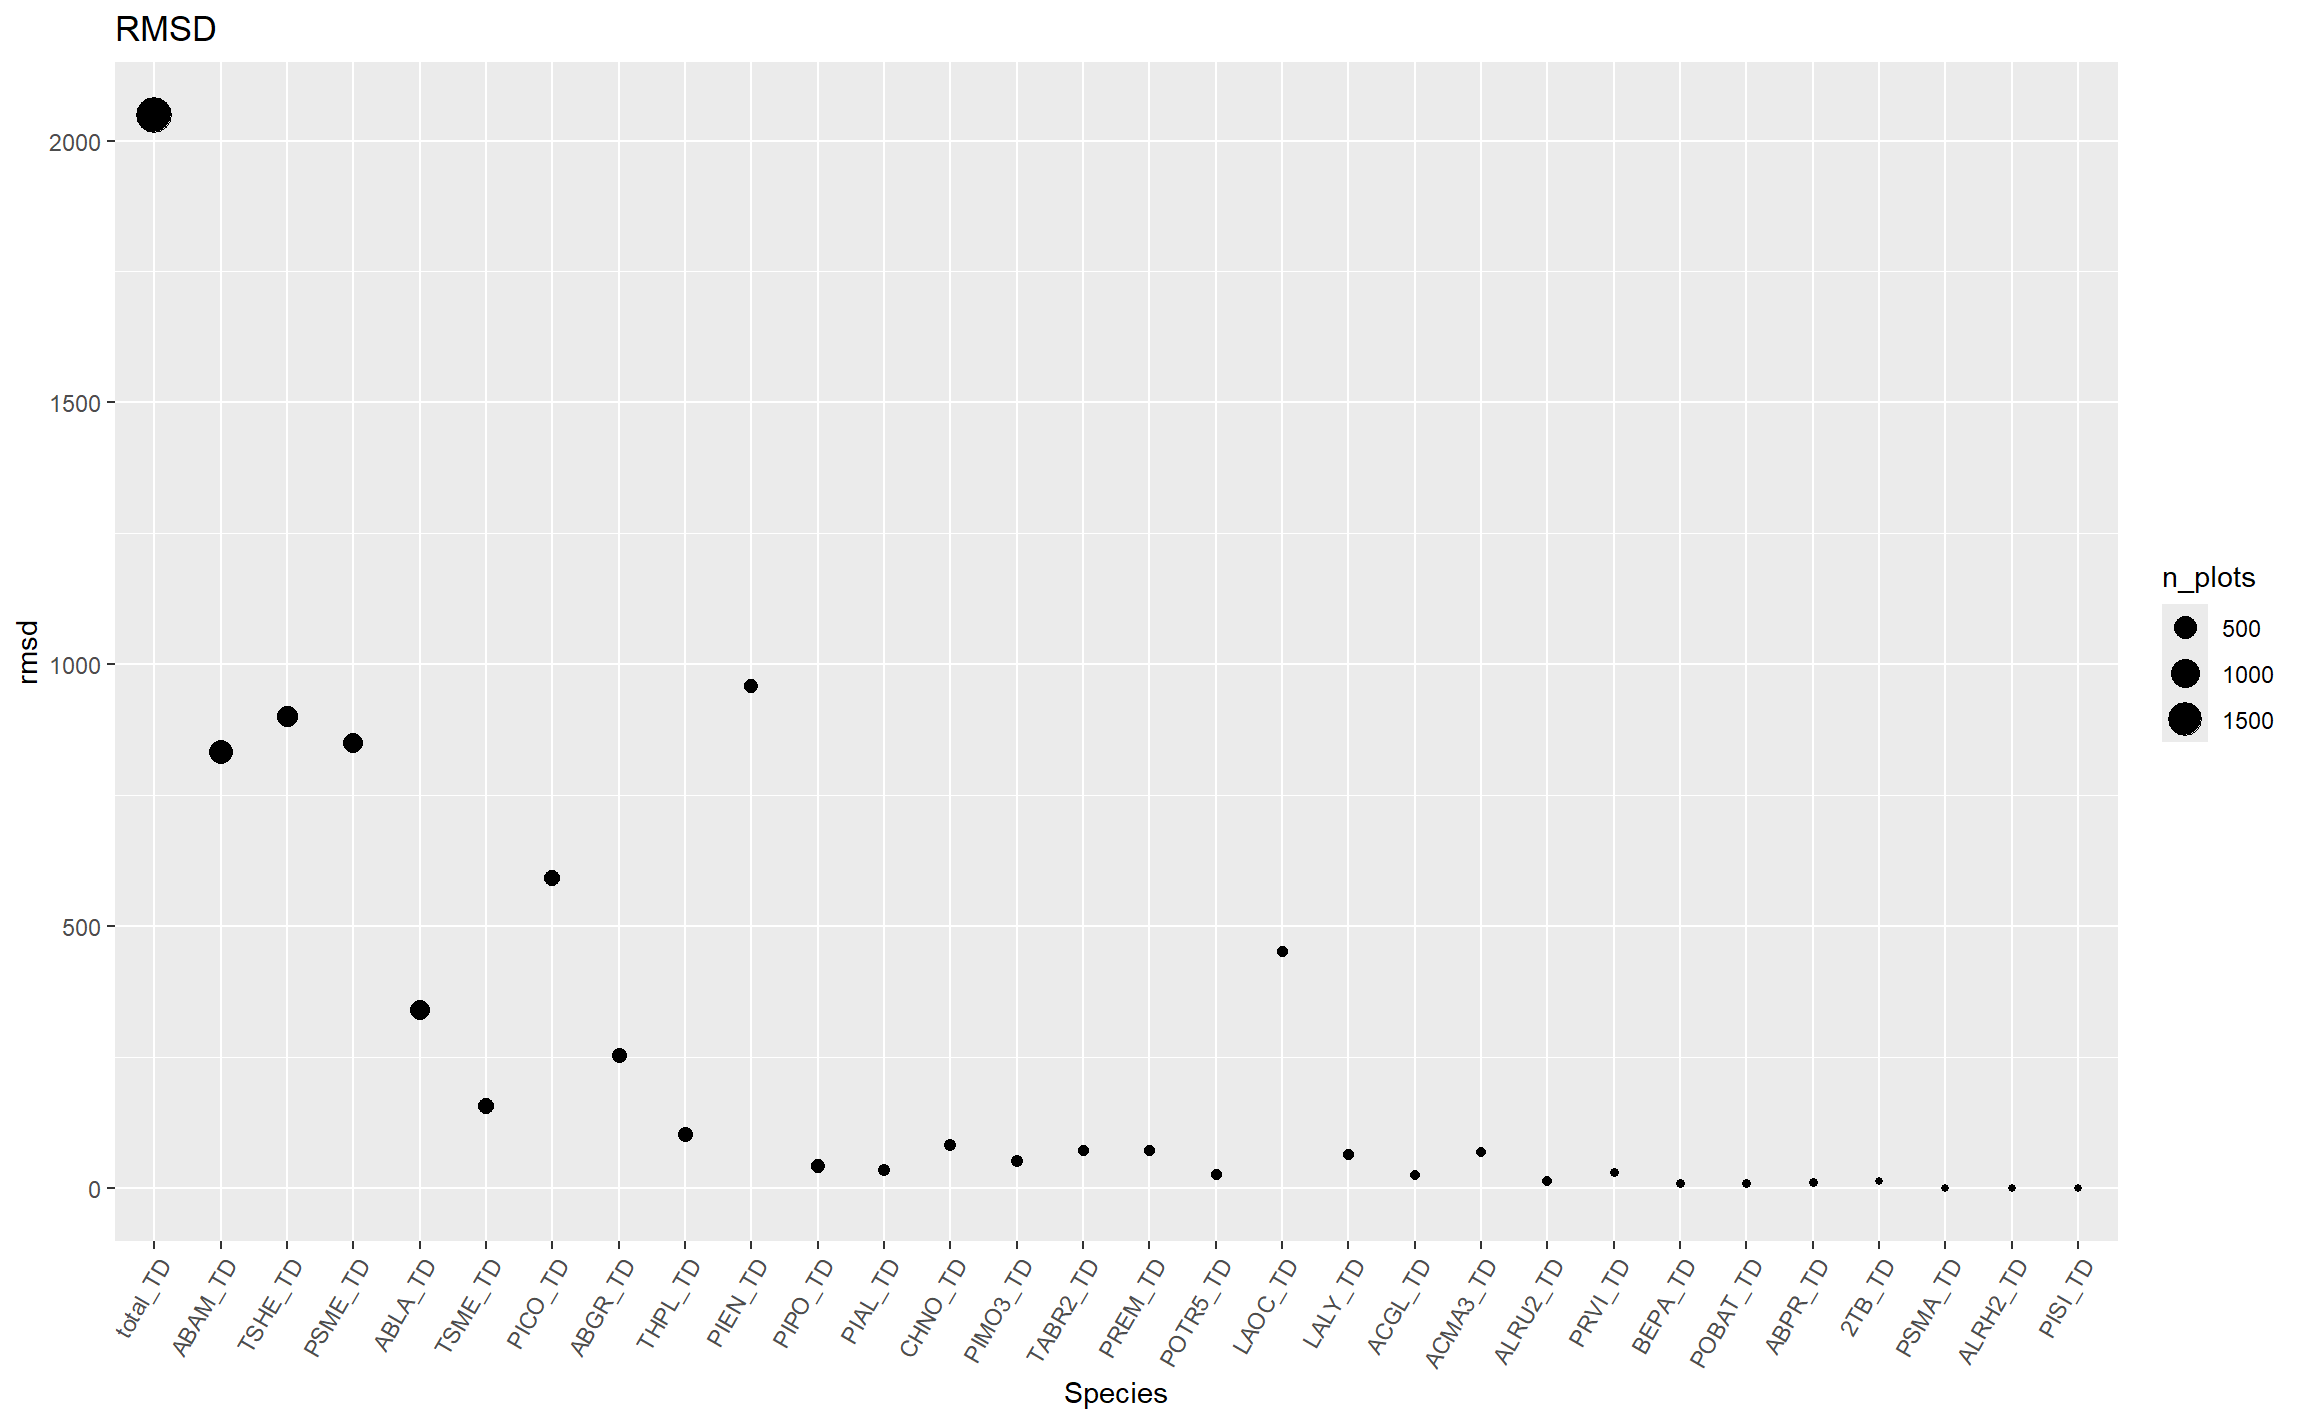 RMSD
2000
1500
1000
500
0
rmsd
total_TD
ABAM_TD
TSHE_TD
PSME_TD
ABLA_TD
TSME_TD
PICO_TD
ABGR_TD
THPL_TD
PIEN_TD
PIPO_TD
PIAL_TD
CHNO_TD
PIMO3_TD
TABR2_TD
PREM_TD
POTR5_TD
LAOC_TD
LALY_TD
ACGL_TD
ACMA3_TD
ALRU2_TD
PRVI_TD
BEPA_TD
POBAT_TD
ABPR_TD
2TB_TD
PSMA_TD
ALRH2_TD
PISI_TD
Species
n_plots
500
1000
1500